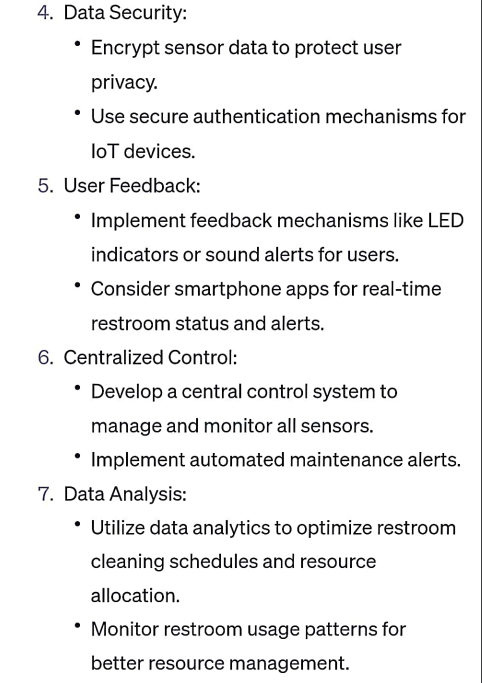 4. Data Security:
• Encrypt sensor data to protect user
privacy.
• Use secure authentication mechanisms for
IoT devices.
5. User Feedback:
• Implement feedback mechanisms like LED
indicators or sound alerts for users.
• Consider smartphone apps for real-time
restroom status and alerts.
6. Centralized Control:
• Develop a central control system to
manage and monitor all sensors.
• Implement automated maintenance alerts.
7. Data Analysis:
• Utilize data analytics to optimize restroom
cleaning schedules and resource
allocation.
• Monitor restroom usage patterns for
better resource management.